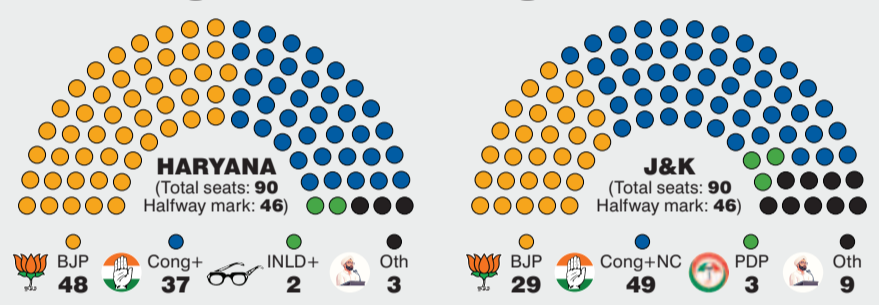 HARYANA
(Total seats: 90
Halfway mark: 46)
BJP
48
Cong+
37
INLD+
2
Oth
3
J&K
(Total seats: 90
Halfway mark: 46)
BJP
29
Cong+NC
49
PDP
3
Oth
9